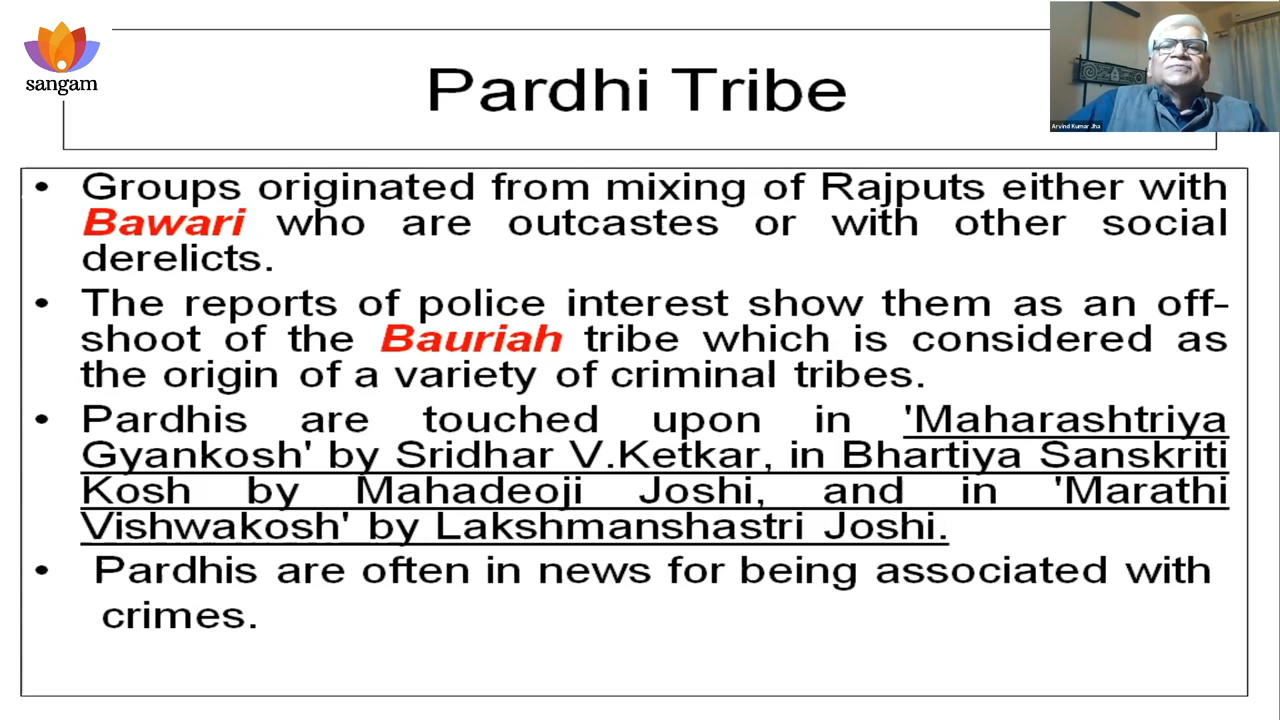 sangam
Pardhi Tribe
Arvind Kumar Jha
• Groups originated from mixing of Rajputs either with
Bawari who are outcastes or with other social
derelicts.
• The reports of police interest show them as an off-
shoot of the Bauriah tribe which is considered as
the origin of a variety of criminal tribes.
• Pardhis are touched upon in 'Maharashtriya
Gyankosh' by Sridhar V.Ketkar, in Bhartiya Sanskriti
Kosh by Mahadeoji Joshi, and in 'Marathi
Vishwakosh' by Lakshmanshastri Joshi.
• Pardhis are often in news for being associated with
crimes.